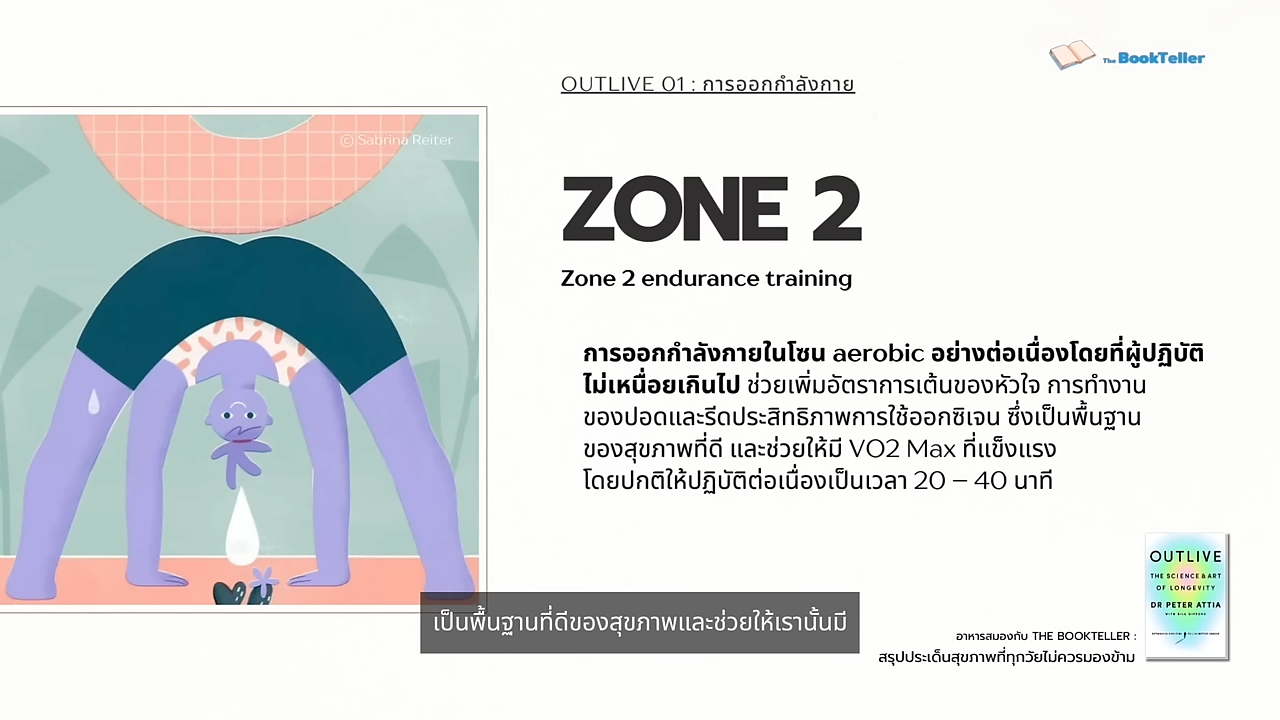 The BookTeller
OUTLIVE 01 : การออกกำลังกาย
© Sabrina Reiter
ZONE 2
Zone 2 endurance training
การออกกำลังกายในโซน aerobic อย่างต่อเนื่องโดยที่ผู้ปฏิบัติ
ไม่เหนื่อยเกินไป ช่วยเพิ่มอัตราการเต้นของหัวใจ การทำงาน
ของปอดและรีดประสิทธิภาพการใช้ออกซิเจน ซึ่งเป็นพื้นฐาน
ของสุขภาพที่ดี และช่วยให้มี VO2 Max ที่แข็งแรง
โดยปกติให้ปฏิบัติต่อเนื่องเป็นเวลา 20 – 40 นาที
OUTLIVE
THE SCIENCE & ART
OF LONGEVITY
DR PETER ATTIA
เป็นพื้นฐานที่ดีของสุขภาพและช่วยให้เรานั้นมี
อาหารสมองกับ THE BOOKTELLER :
สรุปประเด็นสุขภาพที่ทุกวัยไม่ควรมองข้าม